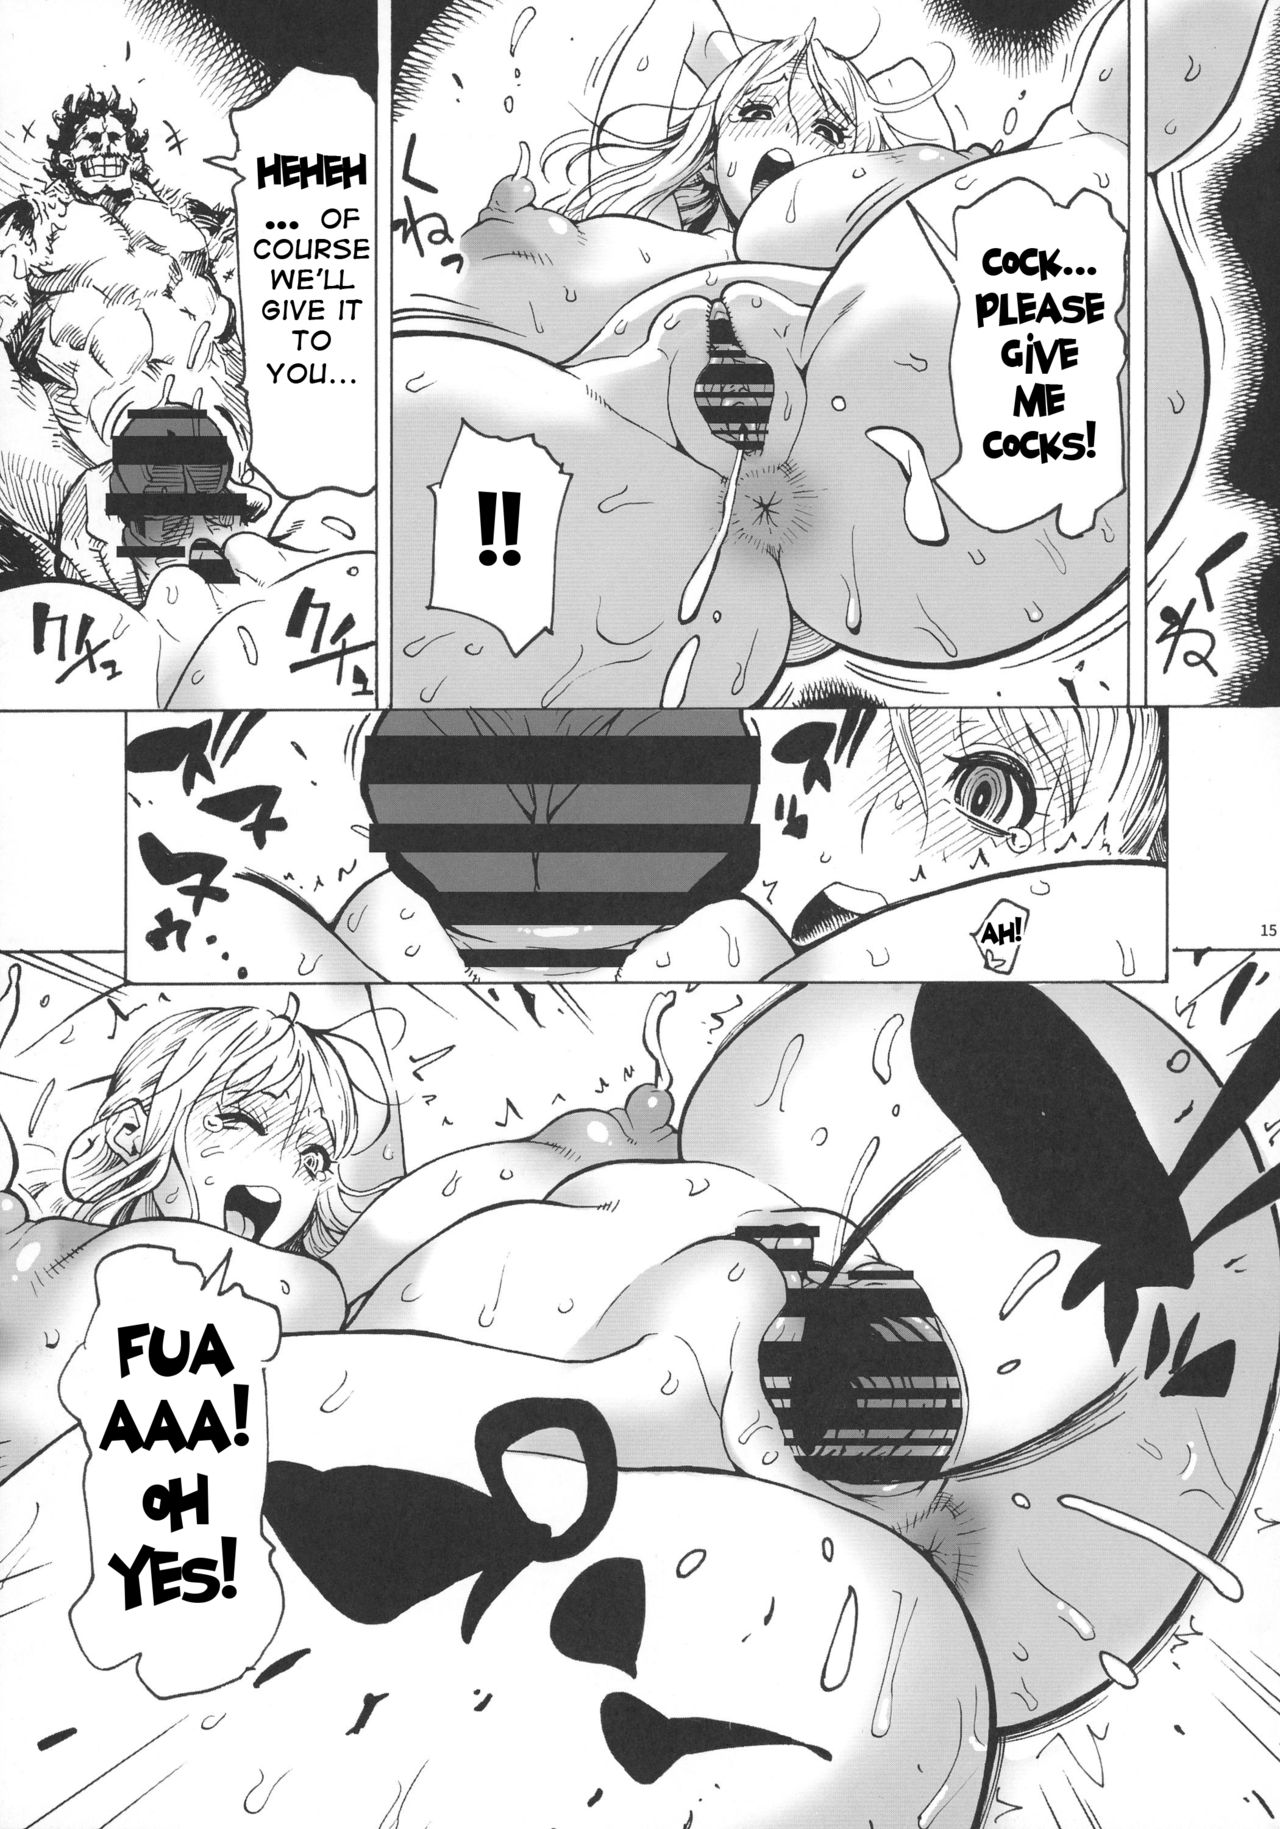 COCK...
PLEASE
GIVE
ME
COCKS!
くねっ
くね
!!
HEHEH
... OF
COURSE
WE'LL
GIVE IT
TO
YOU...
クチュ
クチュ
AH!
15
FUA
AAA!
OH
YES!